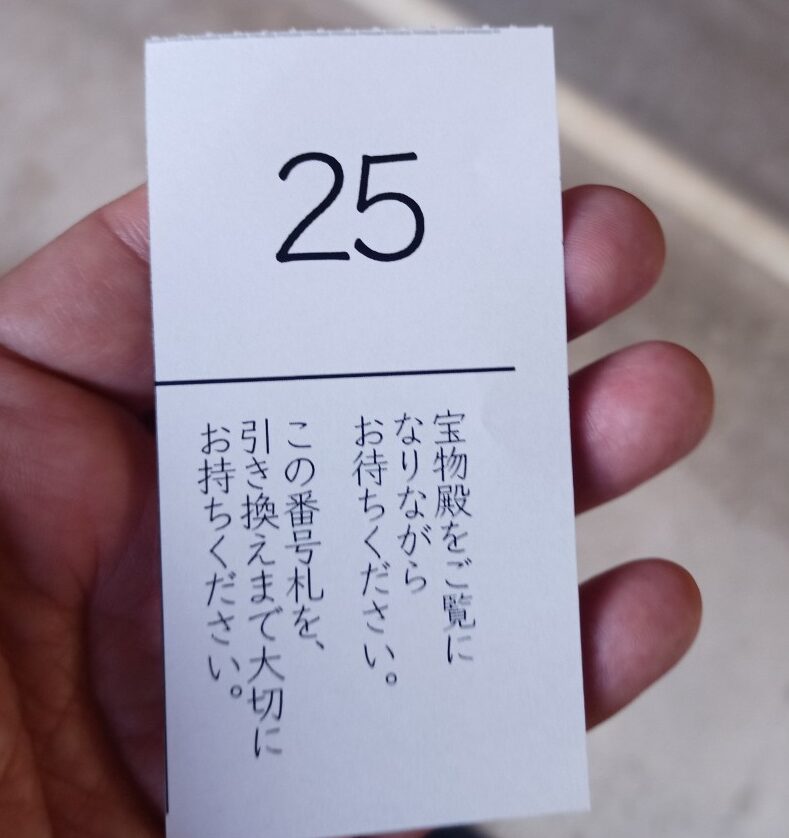 25
宝物殿をご覧に
なりながら
お待ちください。
この番号札を、
引き換えまで大切に
お持ちください。